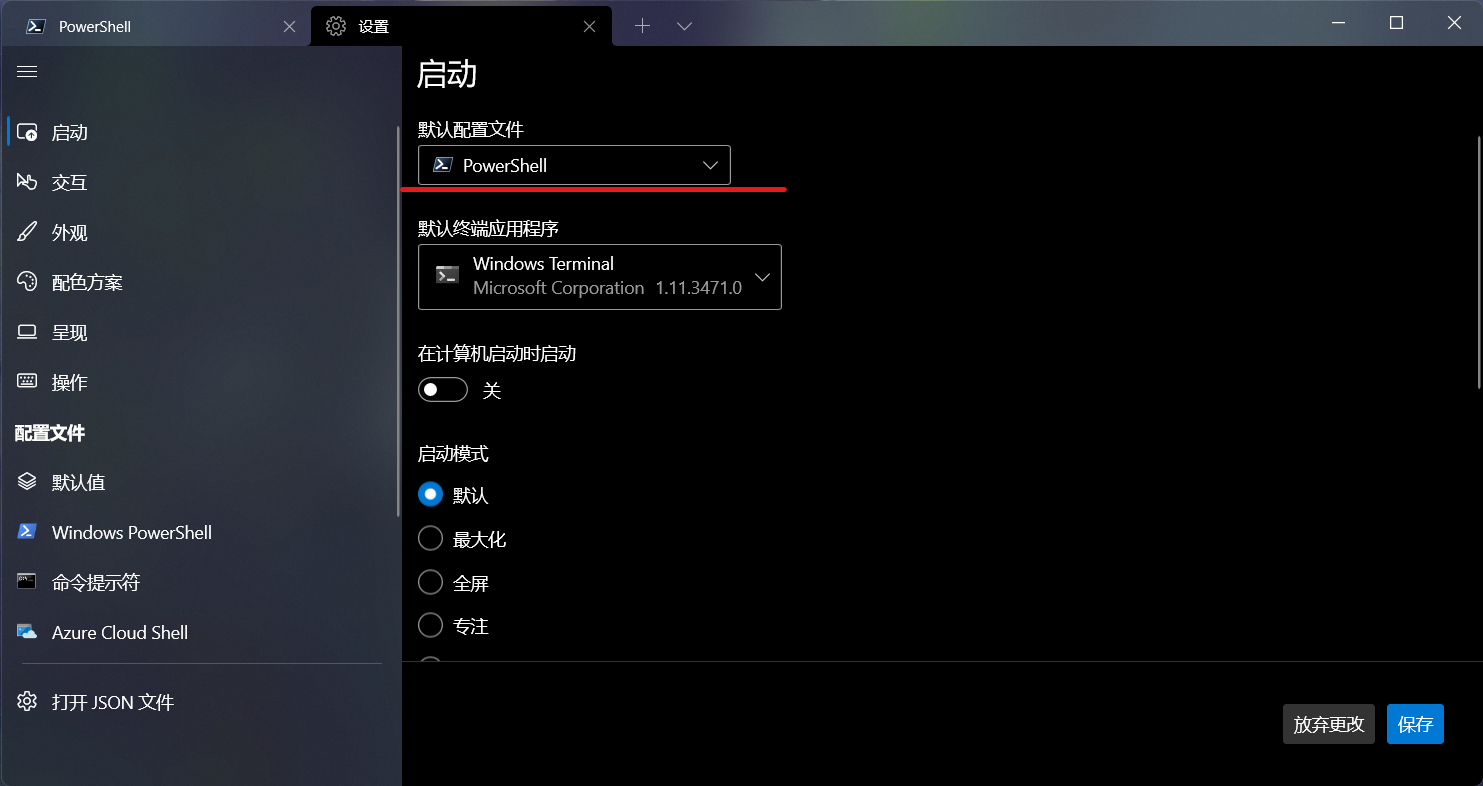 PowerShell
设置
启动
交互
外观
配色方案
呈现
操作
配置文件
默认值
Windows PowerShell
命令提示符
Azure Cloud Shell
打开 JSON 文件
启动
默认配置文件
PowerShell
默认终端应用程序
Windows Terminal
Microsoft Corporation 1.11.3471.0
在计算机启动时启动
关
启动模式
默认
最大化
全屏
专注
放弃更改
保存